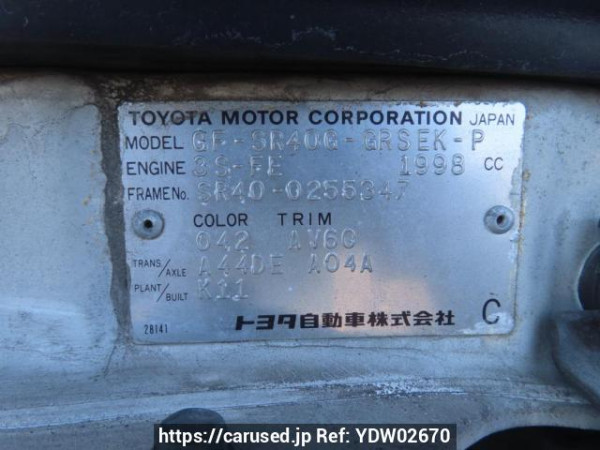 TOYOTA MOTOR CORPORATION JAPAN
MODEL GF-SR40G-GRSEK-P
ENGINE 3S-FE 1998 CC
FRAME No. SR40-0255347
COLOR TRIM
042 AV60
TRANS./AXLE A44DE A04A
PLANT/BUILT K11
28141 トヨタ自動車株式会社 C
https://carused.jp Ref: YDW02670